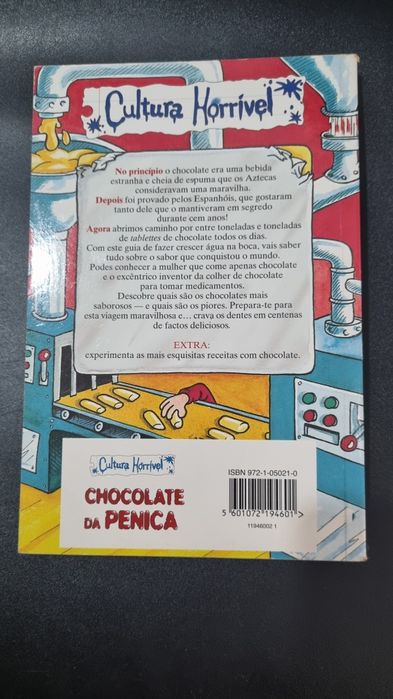 Cultura Horrível
No princípio o chocolate era uma bebida
estranha e cheia de espuma que os Aztecas
consideravam uma maravilha.
Depois foi provado pelos Espanhóis, que gostaram
tanto dele que o mantiveram em segredo
durante cem anos!
Agora abrimos caminho por entre toneladas e toneladas
de tablettes de chocolate todos os dias.
Com este guia de fazer crescer água na boca, vais saber
tudo sobre o sabor que conquistou o mundo.
Podes conhecer a mulher que come apenas chocolate
e o excêntrico inventor da colher de chocolate
para tomar medicamentos.
Descobre quais são os chocolates mais
saborosos — e quais são os piores. Prepara-te para
esta viagem maravilhosa e… crava os dentes em centenas
de factos deliciosos.
EXTRA:
experimenta as mais esquisitas receitas com chocolate.
Cultura Horrível
CHOCOLATE
DA PENICA
ISBN 972-1-05021-0
5 601072 194601 >
11946002 1